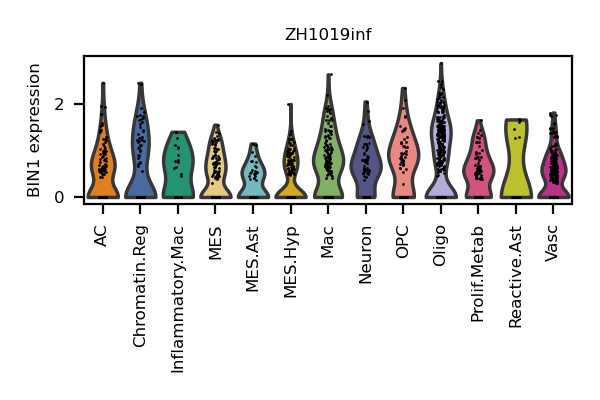 ZH1019inf
BIN1 expression
2
0
AC
Chromatin.Reg
Inflammatory.Mac
MES
MES.Ast
MES.Hyp
Mac
Neuron
OPC
Oligo
Prolif.Metab
Reactive.Ast
Vasc